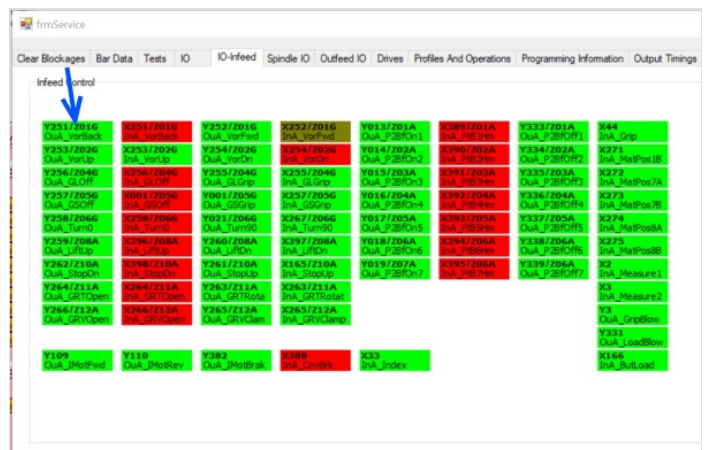 frmService
Clear Blockages Bar Data Tests IO IO-Infeed Spindle IO Outfeed IO Drives Profiles And Operations Programming Information Output Timings
Infeed Control
Y251/Z01G X251/Z01G Y252/Z01G X252/Z01G Y013/Z01A X389/Z01A Y333/Z01A X44
OuA_VorBack InA_VorBack OuA_VorFwd InA_VorFwd OuA_P2BfOn1 InA_PtB1Hm OuA_P2BfOff1 InA_Grip
Y253/Z02G X253/Z02G Y254/Z02G X254/Z02G Y014/Z02A X390/Z02A Y334/Z02A X271
OuA_VorUp InA_VorUp OuA_VorDn InA_VorDn OuA_P2BfOn2 InA_PtB2Hm OuA_P2BfOff2 InA_MatPos1B
Y256/Z04G X256/Z04G Y255/Z04G X255/Z04G Y015/Z03A X391/Z03A Y335/Z03A X272
OuA_GLOff InA_GLOff OuA_GLGrip InA_GLGrip OuA_P2BfOn3 InA_PtB3Hm OuA_P2BfOff3 InA_MatPos7A
Y257/Z05G X001/Z05G Y001/Z05G X257/Z05G Y016/Z04A X392/Z04A Y336/Z04A X273
OuA_GSOff InA_GSOff OuA_GSGrip InA_GSGrip OuA_P2BfOn4 InA_PtB4Hm OuA_P2BfOff4 InA_MatPos7B
Y258/Z06G X258/Z06G Y021/Z06G X267/Z06G Y017/Z05A X393/Z05A Y337/Z05A X274
OuA_Turn0 InA_Turn0 OuA_Turn90 InA_Turn90 OuA_P2BfOn5 InA_PtB5Hm OuA_P2BfOff5 InA_MatPos8A
Y259/Z08A X396/Z08A Y260/Z08A X397/Z08A Y018/Z06A X394/Z06A Y338/Z06A X275
OuA_LiftUp InA_LiftUp OuA_LiftDn InA_LiftDn OuA_P2BfOn6 InA_PtB6Hm OuA_P2BfOff6 InA_MatPos8B
Y262/Z10A X398/Z10A Y261/Z10A X165/Z10A Y019/Z07A X395/Z06A Y339/Z06A X2
OuA_StopDn InA_StopDn OuA_StopUp InA_StopUp OuA_P2BfOn7 InA_PtB7Hm OuA_P2BfOff7 InA_Measure1
Y264/Z11A X264/Z11A Y263/Z11A X263/Z11A X3
OuA_GRTOpen InA_GRTOpen OuA_GRTRota InA_GRTRotat InA_Measure2
Y266/Z12A X266/Z12A Y265/Z12A X265/Z12A Y3
OuA_GRVOpen InA_GRVOpen OuA_GRVClam InA_GRVClamp OuA_GripBlow
Y331
OuA_LoadBlow
Y109 Y110 Y382 X388 X33 X166
OuA_IMotFwd OuA_IMotRev OuA_IMotBrak InA_CnvBrk InA_Index InA_ButLoad